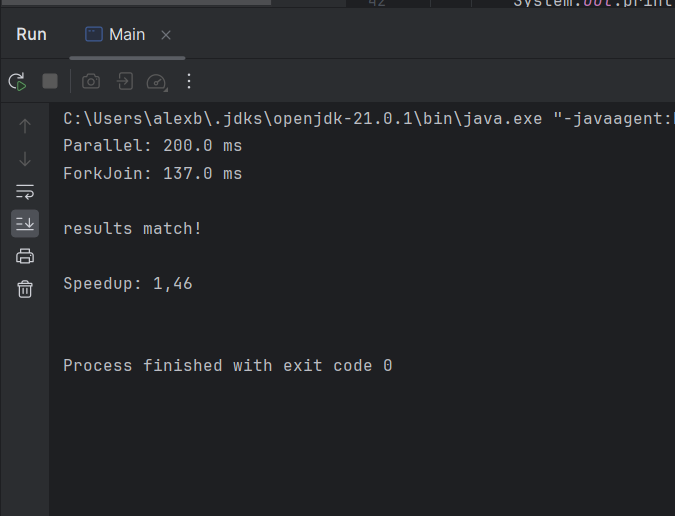 92 System.out.print
Run Main
C:\Users\alexb\.jdks\openjdk-21.0.1\bin\java.exe "-javaagent:
Parallel: 200.0 ms
ForkJoin: 137.0 ms
results match!
Speedup: 1,46
Process finished with exit code 0